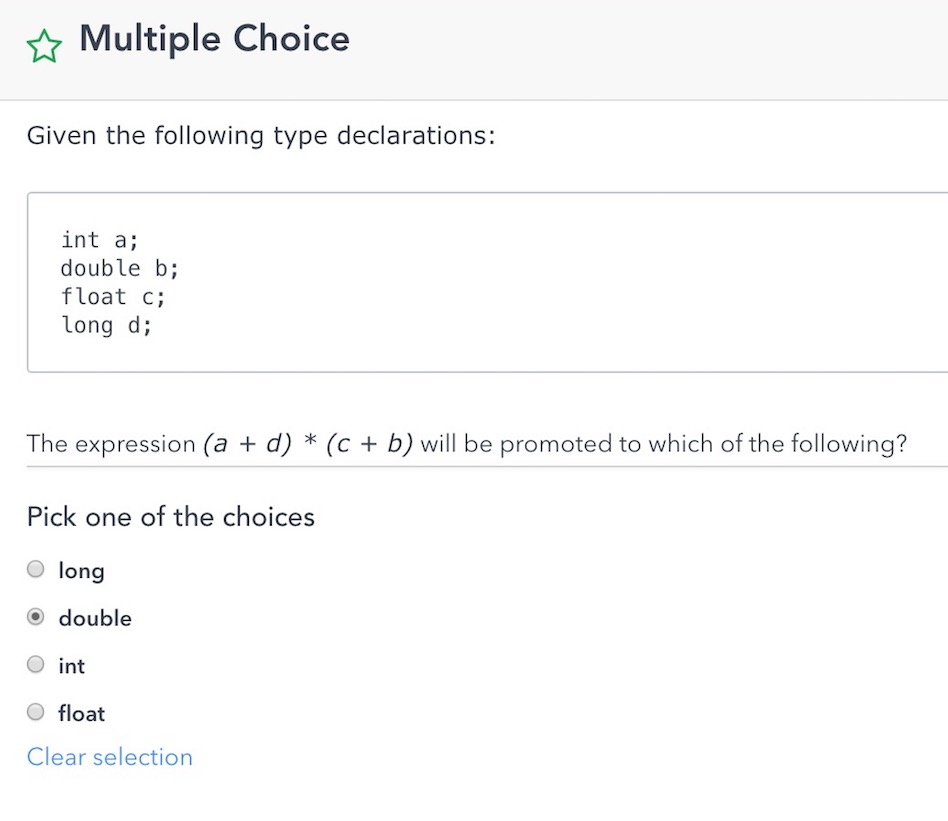 Multiple Choice
Given the following type declarations:
int a;
double b;
float c;
long d;
The expression (a + d) * (c + b) will be promoted to which of the following?
Pick one of the choices
long
double
int
float
Clear selection